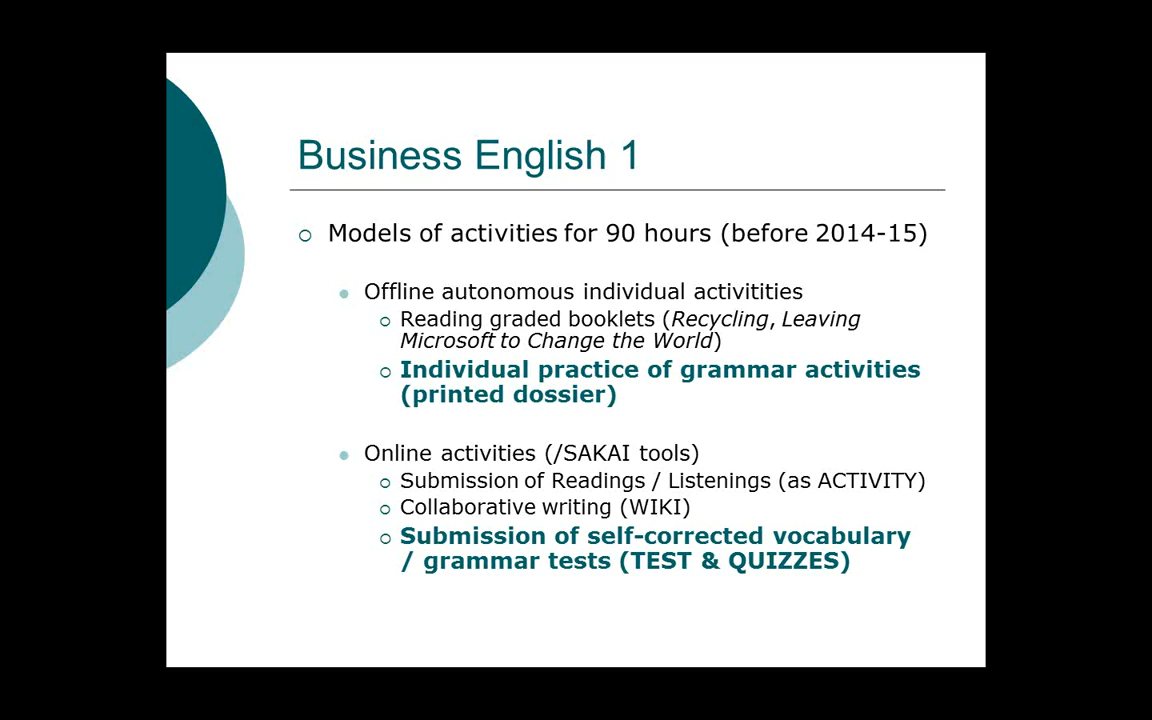 Business English 1
Models of activities for 90 hours (before 2014-15)
Offline autonomous individual activitities
Reading graded booklets (Recycling, Leaving
Microsoft to Change the World)
Individual practice of grammar activities
(printed dossier)
Online activities (/SAKAI tools)
Submission of Readings / Listenings (as ACTIVITY)
Collaborative writing (WIKI)
Submission of self-corrected vocabulary
/ grammar tests (TEST & QUIZZES)